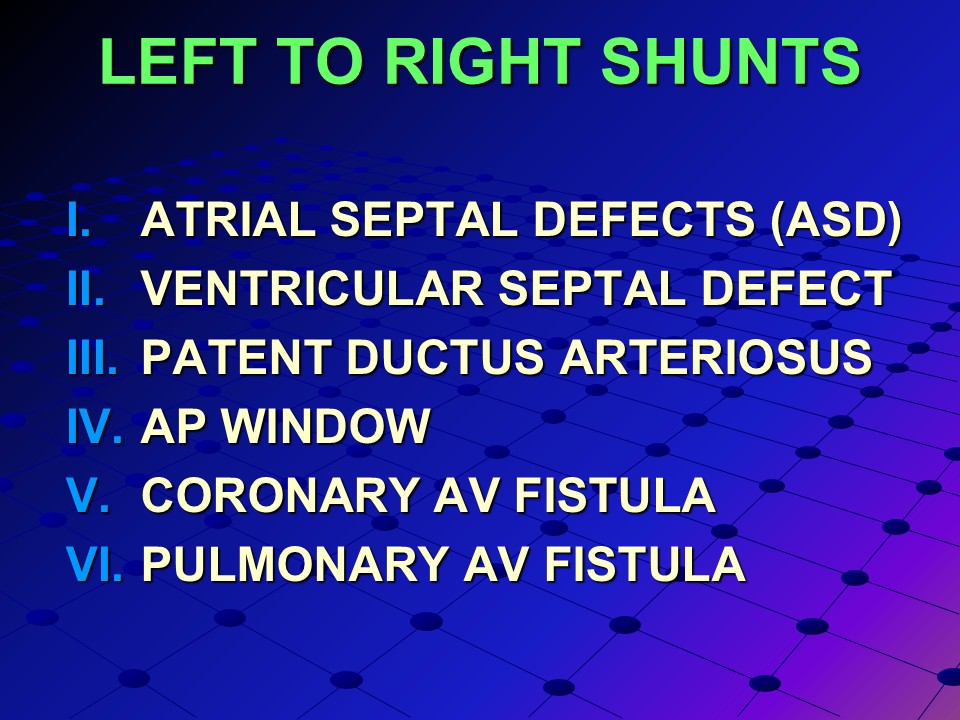 LEFT TO RIGHT SHUNTS
I. ATRIAL SEPTAL DEFECTS (ASD)
II. VENTRICULAR SEPTAL DEFECT
III. PATENT DUCTUS ARTERIOSUS
IV. AP WINDOW
V. CORONARY AV FISTULA
VI. PULMONARY AV FISTULA